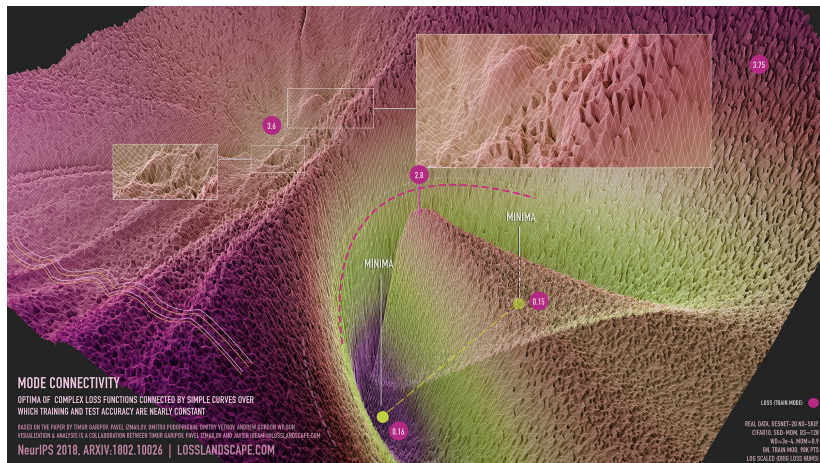 3.75
3.6
2.8
MINIMA
MINIMA
0.15
0.16
MODE CONNECTIVITY
OPTIMA OF COMPLEX LOSS FUNCTIONS CONNECTED BY SIMPLE CURVES OVER
WHICH TRAINING AND TEST ACCURACY ARE NEARLY CONSTANT
BASED ON THE PAPER BY TIMUR GARIPOV, PAVEL IZMAILOV, DMITRII PODOPRIKHIN, DMITRY VETROV, ANDREW GORDON WILSON
VISUALIZATION & ANALYSIS IS A COLLABORATION BETWEEN TIMUR GARIPOV, PAVEL IZMAILOV AND JAVIER IDEAMI@LOSSLANDSCAPE.COM
NeurIPS 2018, ARXIV:1802.10026 | LOSSLANDSCAPE.COM
LOSS (TRAIN MODE)
REAL DATA, RESNET-20 NO-SKIP,
CIFAR10, SGD-MOM, BS=128
WD=3e-4, MOM=0.9
BN, TRAIN MOD, 90K PTS
LOG SCALED (ORIG LOSS NUMS)